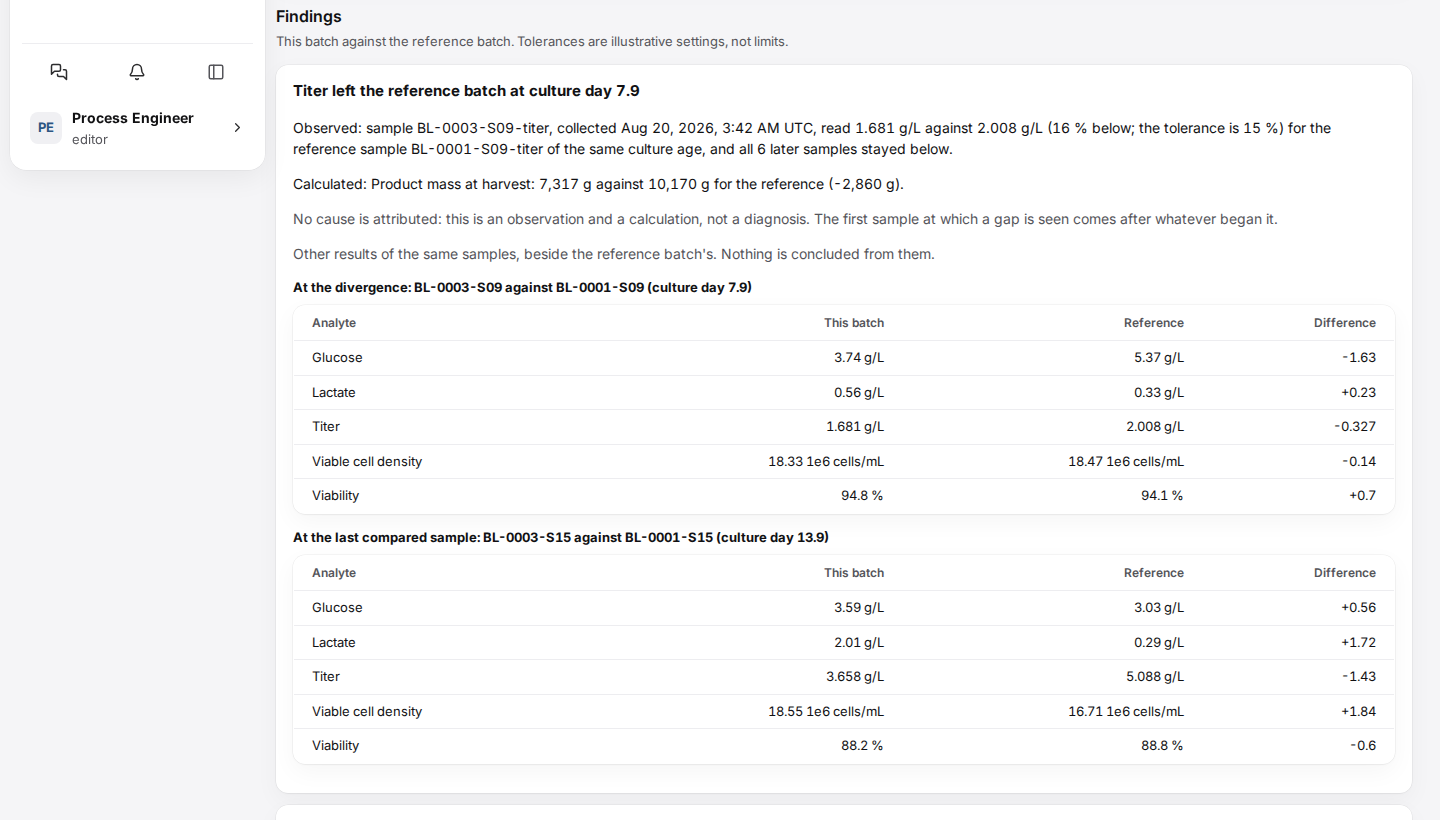 Findings
This batch against the reference batch. Tolerances are illustrative settings, not limits.
PE
Process Engineer
editor
Titer left the reference batch at culture day 7.9
Observed: sample BL-0003-S09-titer, collected Aug 20, 2026, 3:42 AM UTC, read 1.681 g/L against 2.008 g/L (16 % below; the tolerance is 15 %) for the
reference sample BL-0001-S09-titer of the same culture age, and all 6 later samples stayed below.
Calculated: Product mass at harvest: 7,317 g against 10,170 g for the reference (-2,860 g).
No cause is attributed: this is an observation and a calculation, not a diagnosis. The first sample at which a gap is seen comes after whatever began it.
Other results of the same samples, beside the reference batch's. Nothing is concluded from them.
At the divergence: BL-0003-S09 against BL-0001-S09 (culture day 7.9)
Analyte This batch Reference Difference
Glucose 3.74 g/L 5.37 g/L -1.63
Lactate 0.56 g/L 0.33 g/L +0.23
Titer 1.681 g/L 2.008 g/L -0.327
Viable cell density 18.33 1e6 cells/mL 18.47 1e6 cells/mL -0.14
Viability 94.8 % 94.1 % +0.7
At the last compared sample: BL-0003-S15 against BL-0001-S15 (culture day 13.9)
Analyte This batch Reference Difference
Glucose 3.59 g/L 3.03 g/L +0.56
Lactate 2.01 g/L 0.29 g/L +1.72
Titer 3.658 g/L 5.088 g/L -1.43
Viable cell density 18.55 1e6 cells/mL 16.71 1e6 cells/mL +1.84
Viability 88.2 % 88.8 % -0.6